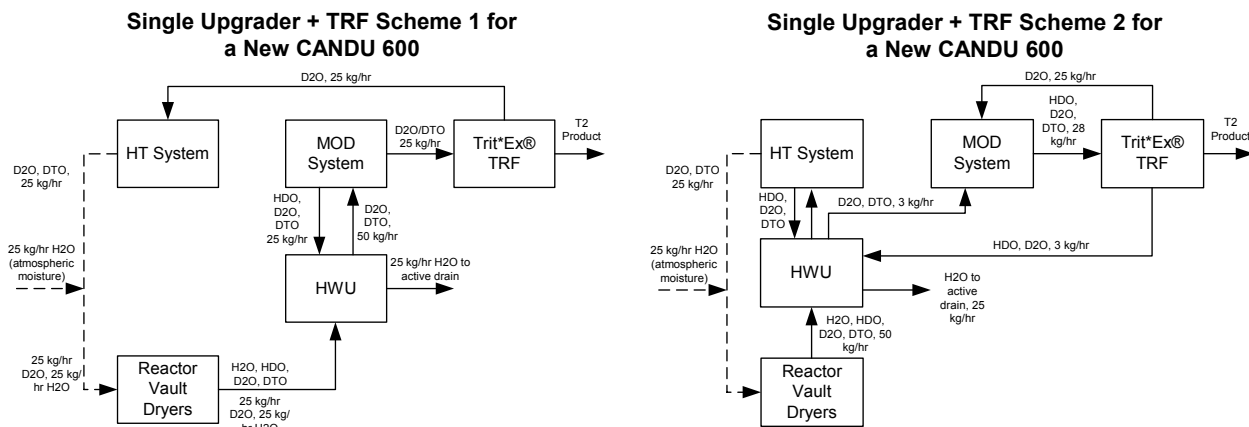 Single Upgrader + TRF Scheme 1 for
a New CANDU 600
D2O, 25 kg/hr
HT System
MOD
System
D2O/DTO
25 kg/hr
Trit*Ex®
TRF
T2
Product
D2O, DTO,
25 kg/hr
HDO,
D2O,
DTO
25 kg/hr
D2O,
DTO,
50 kg/hr
25 kg/hr H2O
(atmospheric
moisture)
HWU
25 kg/hr H2O to
active drain
25 kg/hr
D2O, 25 kg/
hr H2O
Reactor
Vault
Dryers
H2O, HDO,
D2O, DTO
25 kg/hr
D2O, 25 kg/
hr H2O
Single Upgrader + TRF Scheme 2 for
a New CANDU 600
D2O, 25 kg/hr
HT System
MOD
System
HDO,
D2O,
DTO, 28
kg/hr
Trit*Ex®
TRF
T2
Product
D2O, DTO
25 kg/hr
HDO,
D2O,
DTO
D2O, DTO, 3 kg/hr
25 kg/hr H2O
(atmospheric
moisture)
HWU
HDO, D2O, 3 kg/hr
H2O to
active
drain, 25
kg/hr
H2O, HDO,
D2O, DTO, 50
kg/hr
Reactor
Vault
Dryers